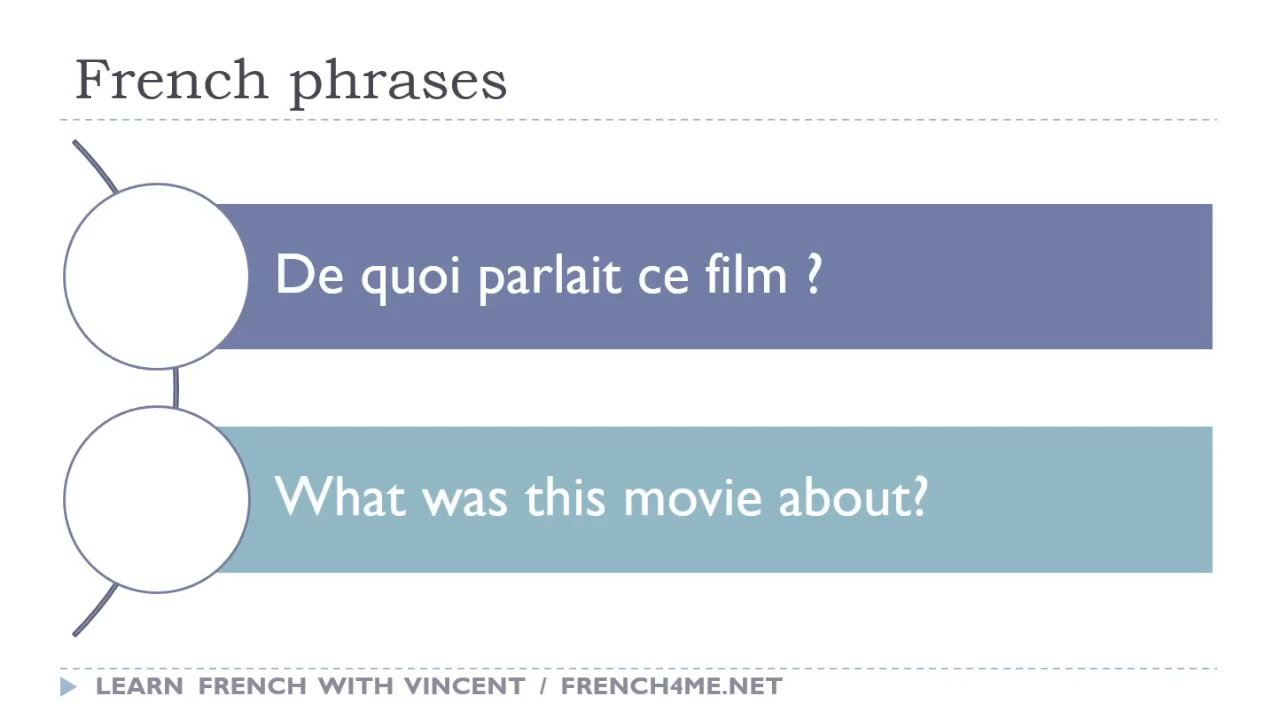 French phrases
De quoi parlait ce film ?
What was this movie about?
LEARN FRENCH WITH VINCENT / FRENCH4ME.NET